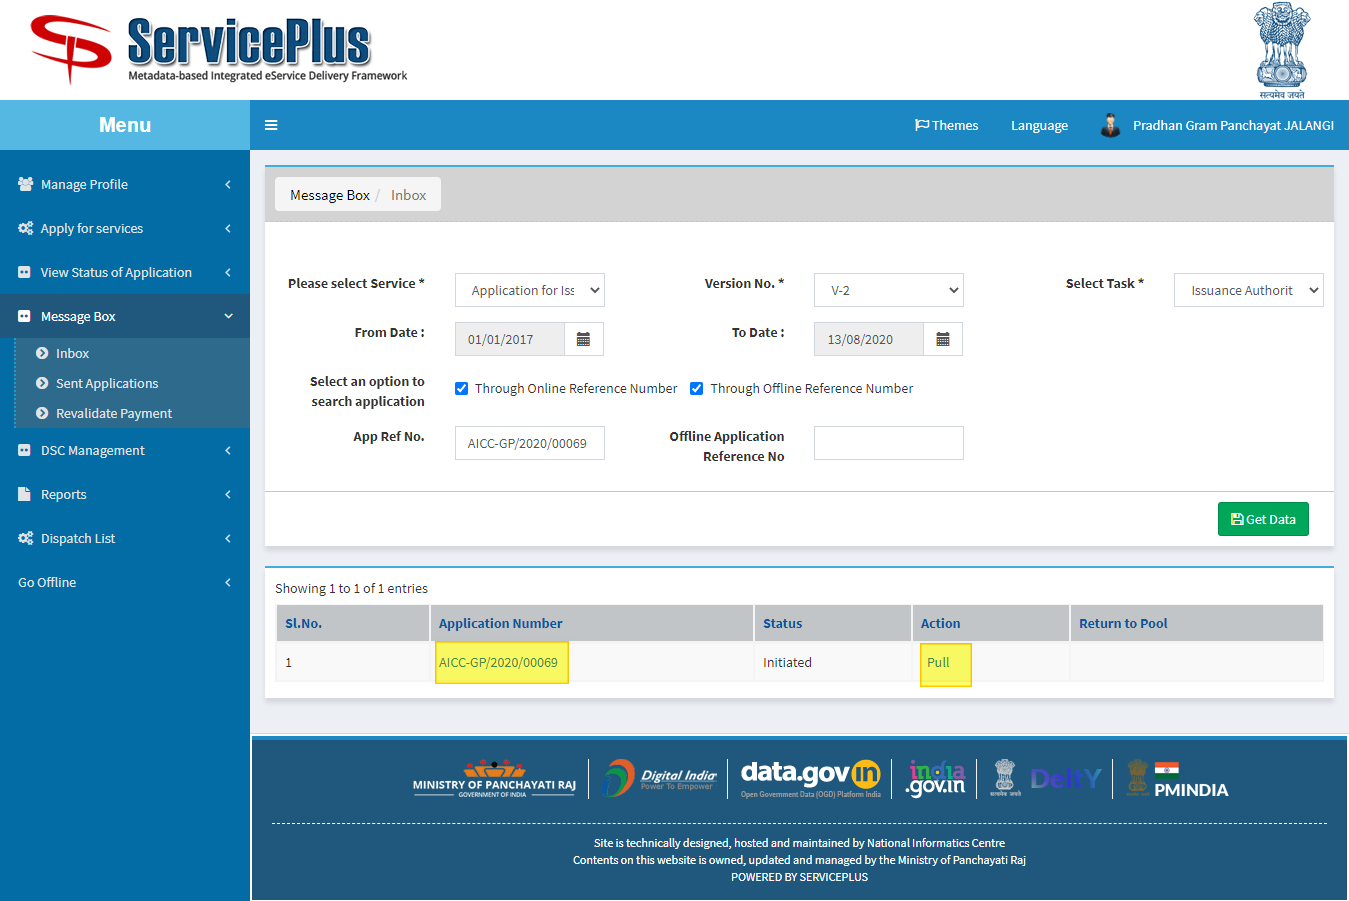 ServicePlus
Metadata-based Integrated eService Delivery Framework
सत्यमेव जयते
Menu
Themes
Language
Pradhan Gram Panchayat JALANGI
Manage Profile
Apply for services
View Status of Application
Message Box
Inbox
Sent Applications
Revalidate Payment
DSC Management
Reports
Dispatch List
Go Offline
Message Box / Inbox
Please select Service * Application for Iss
Version No. * V-2
Select Task * Issuance Authorit
From Date : 01/01/2017
To Date : 13/08/2020
Select an option to
search application
Through Online Reference Number
Through Offline Reference Number
App Ref No. AICC-GP/2020/00069
Offline Application
Reference No
Get Data
Showing 1 to 1 of 1 entries
Sl.No. Application Number Status Action Return to Pool
1 AICC-GP/2020/00069 Initiated Pull
MINISTRY OF PANCHAYATI RAJ
GOVERNMENT OF INDIA
Digital India
Power To Empower
data.gov in
Open Government Data (OGD) Platform India
india
.gov.in
सत्यमेव जयते
DeitY
PMINDIA
Site is technically designed, hosted and maintained by National Informatics Centre
Contents on this website is owned, updated and managed by the Ministry of Panchayati Raj
POWERED BY SERVICEPLUS